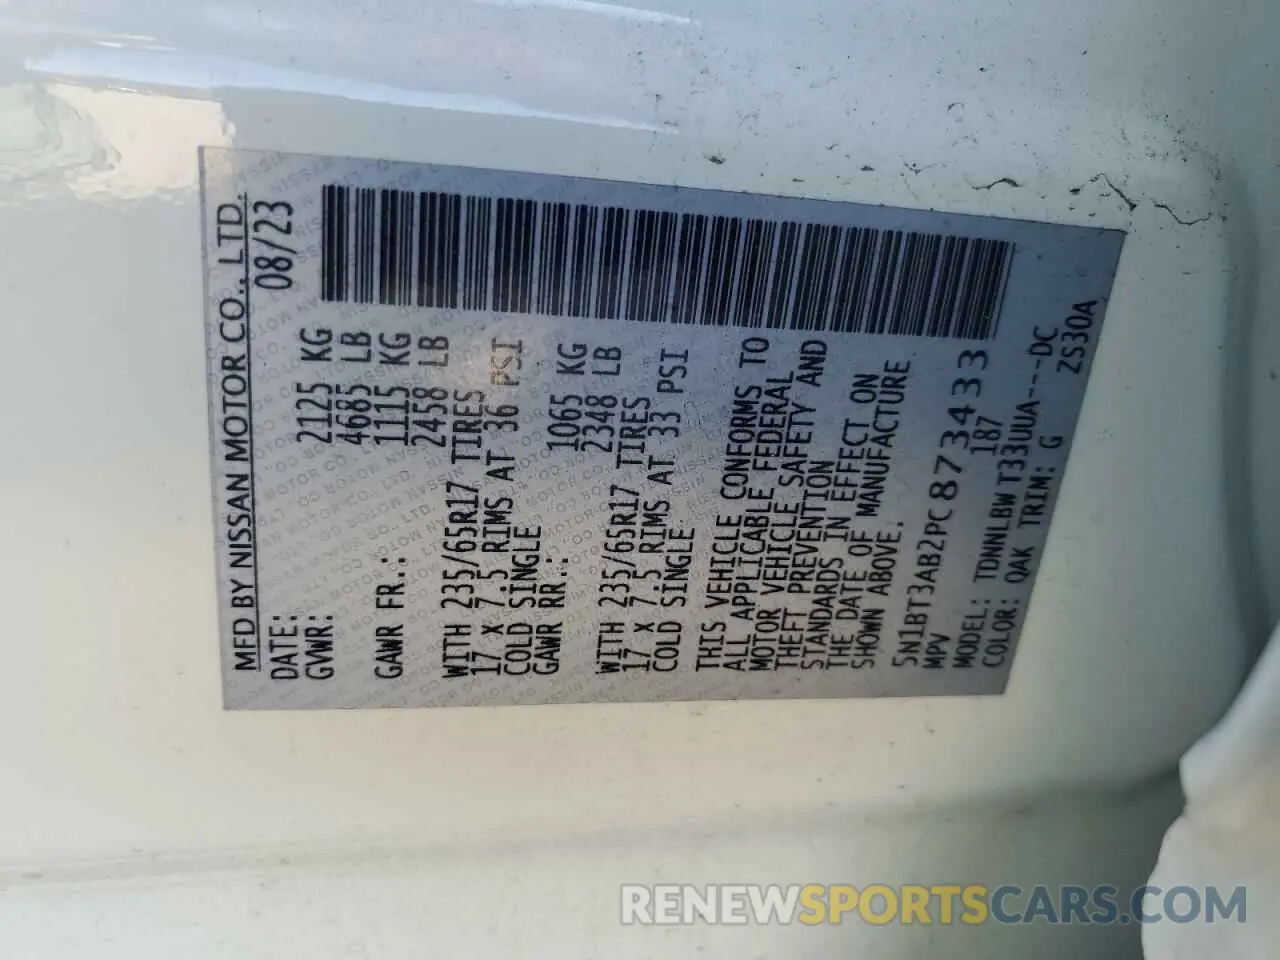 MFD BY NISSAN MOTOR CO., LTD.
DATE: 08/23
GVWR: 2125 KG
4685 LB
GAWR FR.: 1115 KG
2458 LB
WITH 235/65R17 TIRES
17 X 7.5 RIMS AT 36 PSI
COLD SINGLE
GAWR RR.: 1065 KG
2348 LB
WITH 235/65R17 TIRES
17 X 7.5 RIMS AT 33 PSI
COLD SINGLE
THIS VEHICLE CONFORMS TO
ALL APPLICABLE FEDERAL
MOTOR VEHICLE SAFETY AND
THEFT PREVENTION
STANDARDS IN EFFECT ON
THE DATE OF MANUFACTURE
SHOWN ABOVE.
5N1BT3AB2PC873433
MPV 187
MODEL: TDNNLBW T33UUA---DC
COLOR: QAK TRIM: G ZS30A
RENEWSPORTSCARS.COM